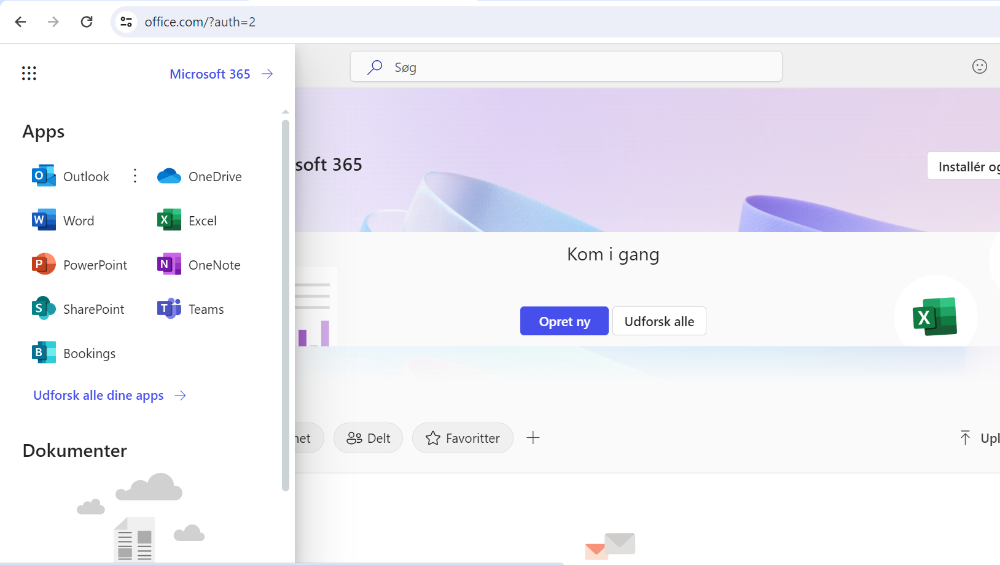 office.com/?auth=2
Microsoft 365
Søg
Apps
soft 365
Installér og
Outlook
OneDrive
Word
Excel
PowerPoint
OneNote
SharePoint
Teams
Bookings
Udforsk alle dine apps
Kom i gang
Opret ny
Udforsk alle
net
Delt
Favoritter
Upl
Dokumenter